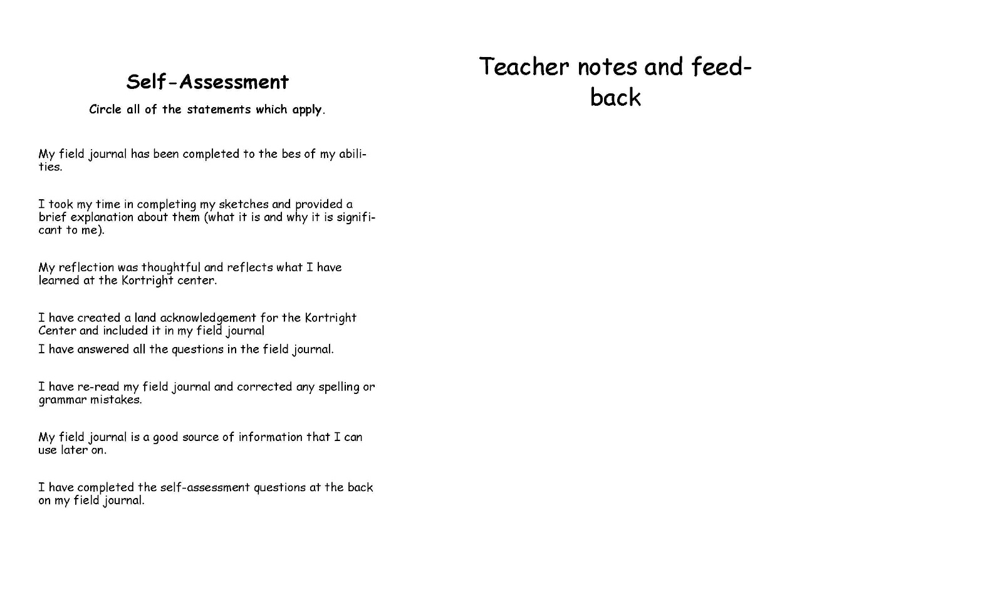 Self-Assessment
Circle all of the statements which apply.
My field journal has been completed to the bes of my abili-
ties.
I took my time in completing my sketches and provided a
brief explanation about them (what it is and why it is signifi-
cant to me).
My reflection was thoughtful and reflects what I have
learned at the Kortright center.
I have created a land acknowledgement for the Kortright
Center and included it in my field journal
I have answered all the questions in the field journal.
I have re-read my field journal and corrected any spelling or
grammar mistakes.
My field journal is a good source of information that I can
use later on.
I have completed the self-assessment questions at the back
on my field journal.
Teacher notes and feed-
back